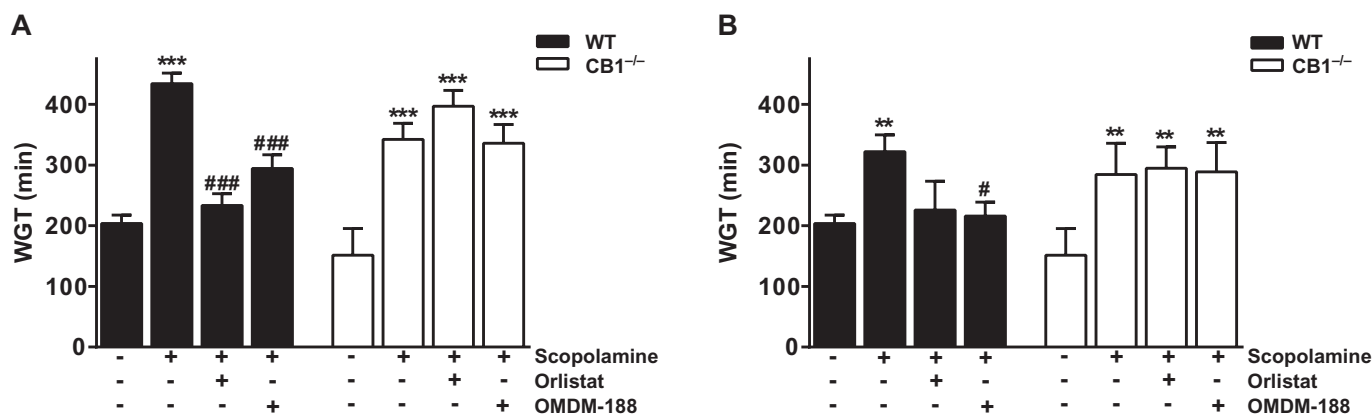 A
WT
CB1–/–
WGT (min)
400
300
200
100
0
***
###
###
***
***
***
- + + + - + + + Scopolamine
- - + - - - + - Orlistat
- - - + - - - + OMDM-188
B
WT
CB1–/–
WGT (min)
400
300
200
100
0
**
#
**
**
**
- + + + - + + + Scopolamine
- - + - - - + - Orlistat
- - - + - - - + OMDM-188